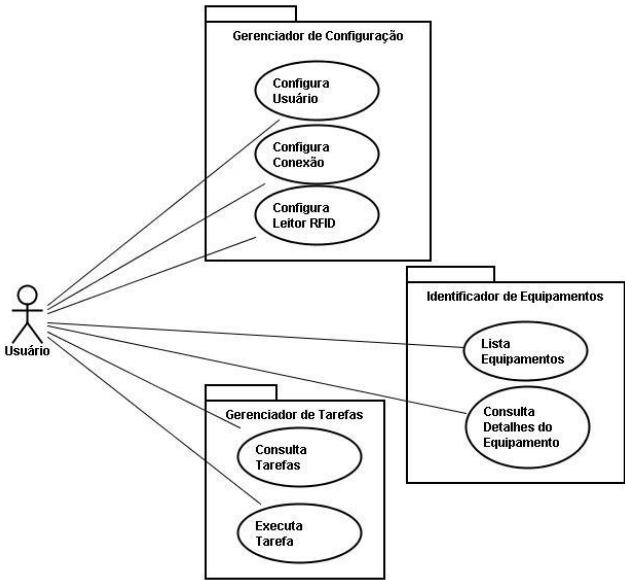 Gerenciador de Configuração
Configura
Usuário
Configura
Conexão
Configura
Leitor RFID
Usuário
Identificador de Equipamentos
Lista
Equipamentos
Consulta
Detalhes do
Equipamento
Gerenciador de Tarefas
Consulta
Tarefas
Executa
Tarefa